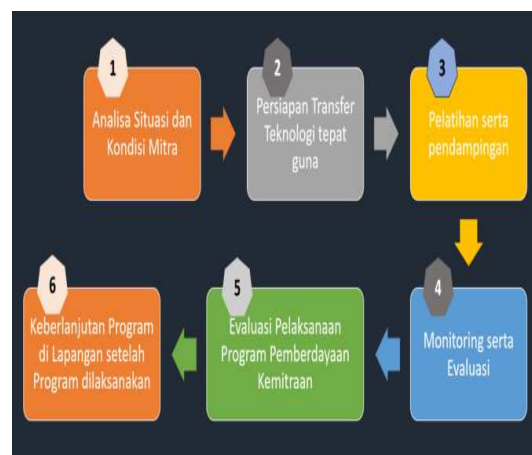 1
Analisa Situasi dan
Kondisi Mitra
2
Persiapan Transfer
Teknologi tepat
guna
3
Pelatihan serta
pendampingan
4
Monitoring serta
Evaluasi
5
Evaluasi Pelaksanaan
Program Pemberdayaan
Kemitraan
6
Keberlanjutan Program
di Lapangan setelah
Program dilaksanakan